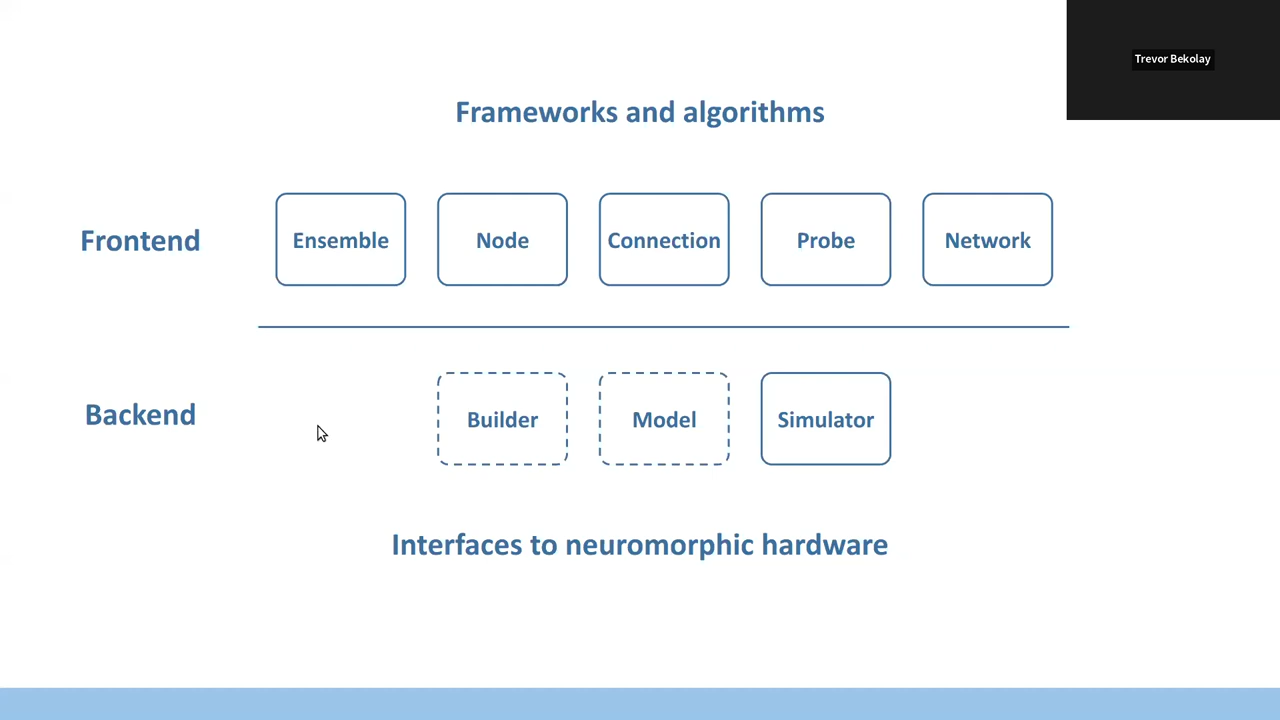 Trevor Bekolay
Frameworks and algorithms
Frontend
Ensemble
Node
Connection
Probe
Network
Backend
Builder
Model
Simulator
Interfaces to neuromorphic hardware